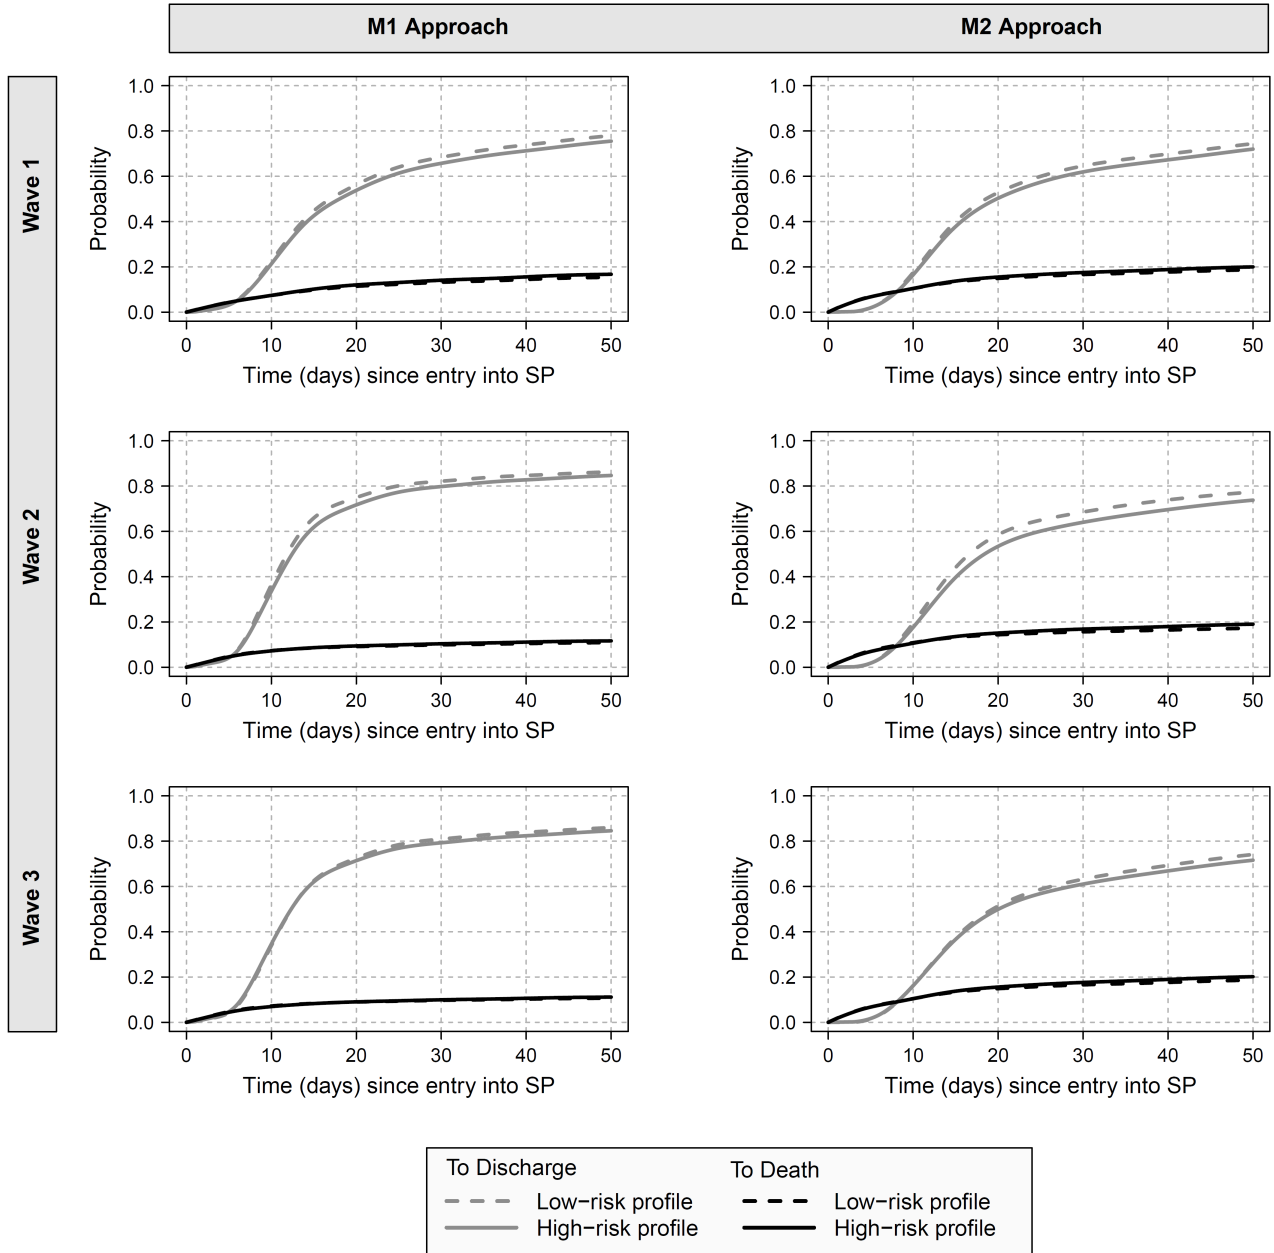 M1 Approach M2 Approach
Wave 1
1.0
0.8
0.6
0.4
0.2
0.0
Probability
0 10 20 30 40 50
Time (days) since entry into SP
1.0
0.8
0.6
0.4
0.2
0.0
Probability
0 10 20 30 40 50
Time (days) since entry into SP
Wave 2
1.0
0.8
0.6
0.4
0.2
0.0
Probability
0 10 20 30 40 50
Time (days) since entry into SP
1.0
0.8
0.6
0.4
0.2
0.0
Probability
0 10 20 30 40 50
Time (days) since entry into SP
Wave 3
1.0
0.8
0.6
0.4
0.2
0.0
Probability
0 10 20 30 40 50
Time (days) since entry into SP
1.0
0.8
0.6
0.4
0.2
0.0
Probability
0 10 20 30 40 50
Time (days) since entry into SP
To Discharge To Death
Low−risk profile Low−risk profile
High−risk profile High−risk profile